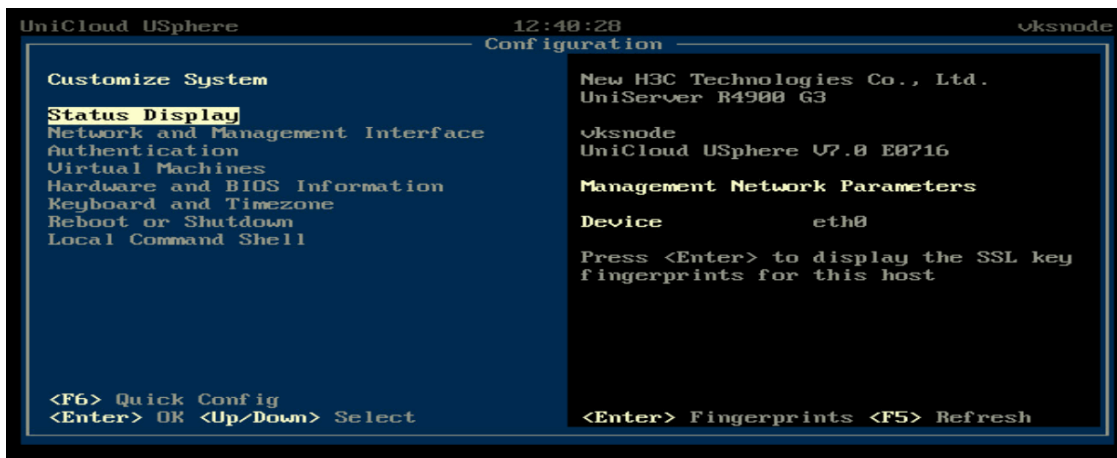 UniCloud USphere 12:40:28 vksnode
Configuration
Customize System
Status Display
Network and Management Interface
Authentication
Virtual Machines
Hardware and BIOS Information
Keyboard and Timezone
Reboot or Shutdown
Local Command Shell
<F6> Quick Config
<Enter> OK <Up/Down> Select
New H3C Technologies Co., Ltd.
UniServer R4900 G3
vksnode
UniCloud USphere V7.0 E0716
Management Network Parameters
Device eth0
Press <Enter> to display the SSL key
fingerprints for this host
<Enter> Fingerprints <F5> Refresh